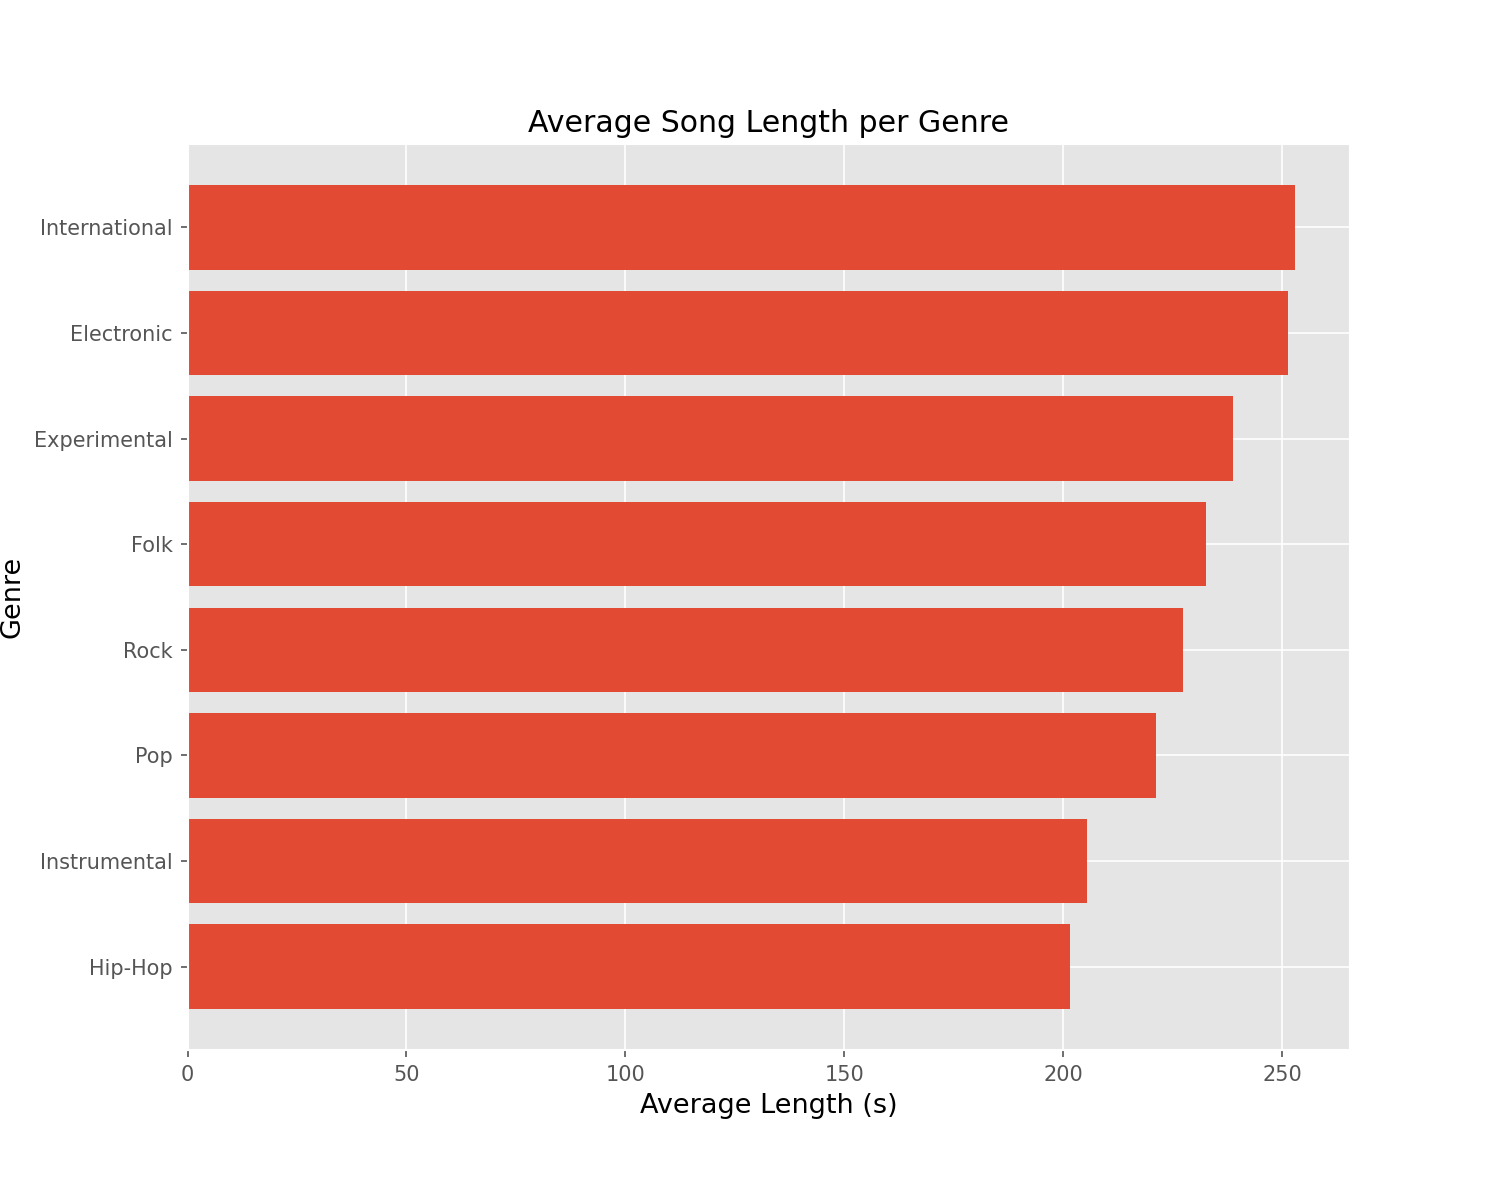 Average Song Length per Genre
International
Electronic
Experimental
Folk
Rock
Pop
Instrumental
Hip-Hop
Genre
0 50 100 150 200 250
Average Length (s)